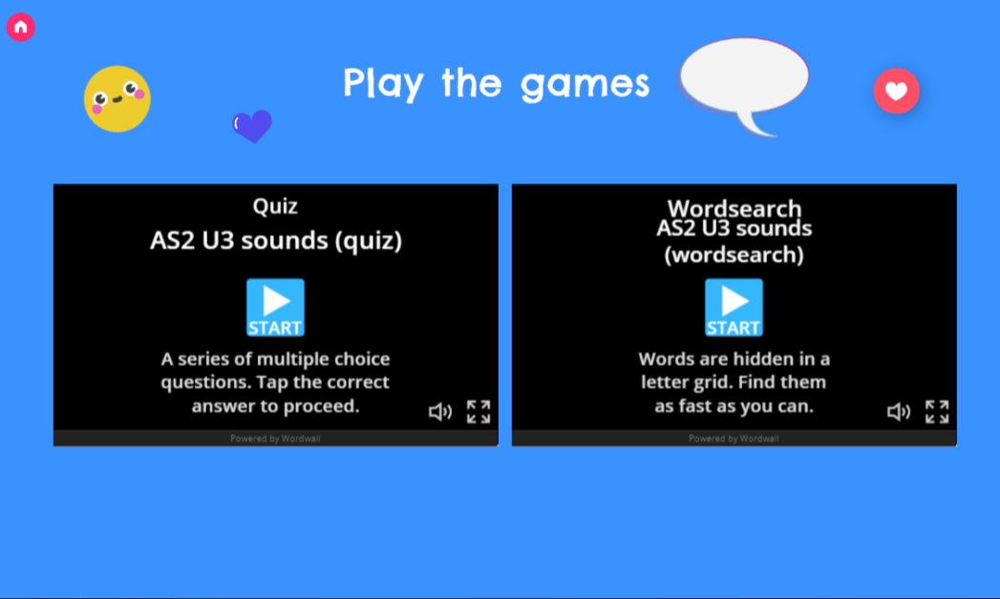 Play the games
Quiz
AS2 U3 sounds (quiz)
START
A series of multiple choice
questions. Tap the correct
answer to proceed.
Powered by Wordwall
Wordsearch
AS2 U3 sounds
(wordsearch)
START
Words are hidden in a
letter grid. Find them
as fast as you can.
Powered by Wordwall